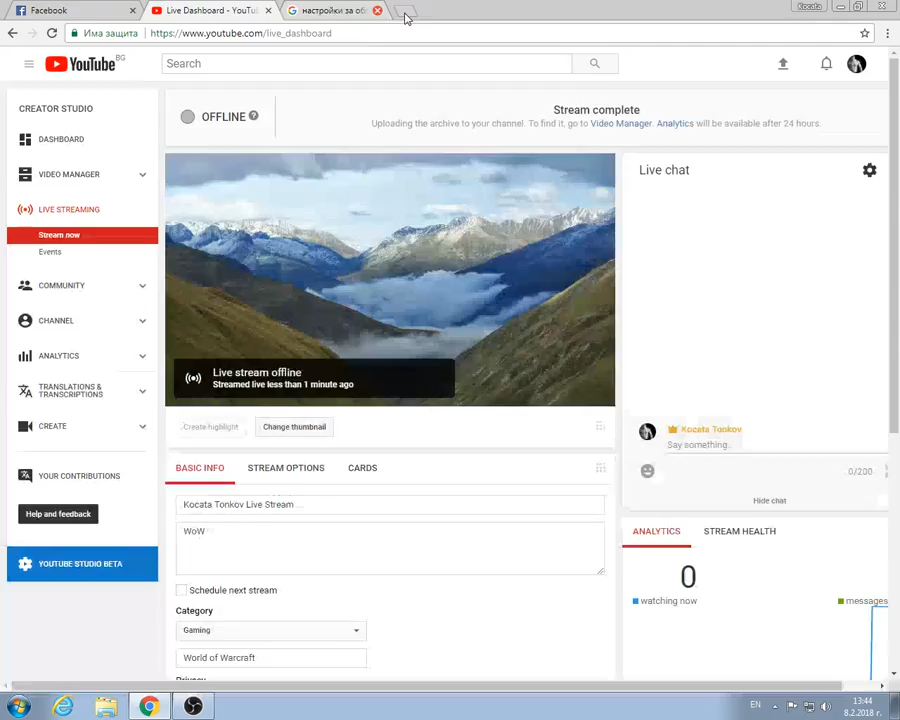 Facebook
Live Dashboard - YouTu
настройки за об
Kocata
Има защита
https://www.youtube.com/live_dashboard
YouTube BG
Search
CREATOR STUDIO
DASHBOARD
VIDEO MANAGER
LIVE STREAMING
Stream now
Events
COMMUNITY
CHANNEL
ANALYTICS
TRANSLATIONS &
TRANSCRIPTIONS
CREATE
YOUR CONTRIBUTIONS
Help and feedback
YOUTUBE STUDIO BETA
OFFLINE ?
Stream complete
Uploading the archive to your channel. To find it, go to Video Manager. Analytics will be available after 24 hours.
Live stream offline
Streamed live less than 1 minute ago
Create highlight
Change thumbnail
BASIC INFO
STREAM OPTIONS
CARDS
Kocata Tonkov Live Stream
WoW
Schedule next stream
Category
Gaming
World of Warcraft
Live chat
Kocata Tonkov
Say something...
0/200
Hide chat
ANALYTICS
STREAM HEALTH
0
watching now
messages
EN
13:44
8.2.2018 г.